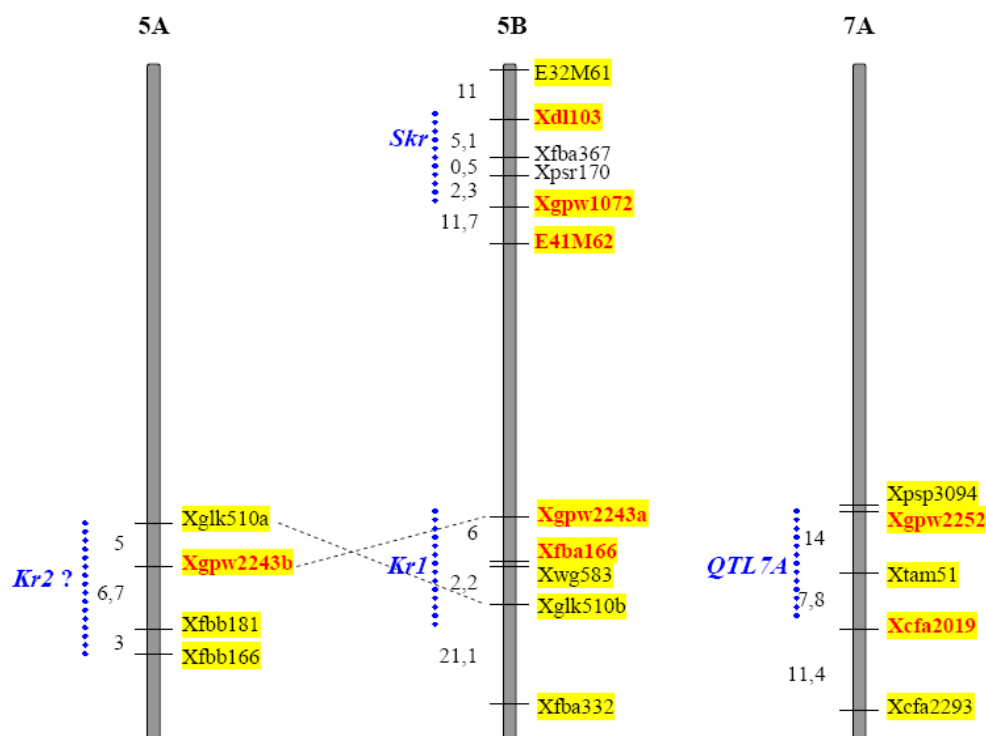 5A
5B
7A
E32M61
11
Xdl103
Skr
5,1
Xfba367
0,5
Xpsr170
2,3
Xgpw1072
11,7
E41M62
Xglk510a
5
Xgpw2243b
Kr2 ?
6,7
Xfbb181
3
Xfbb166
Xgpw2243a
6
Xfba166
Kr1
Xwg583
2,2
Xglk510b
21,1
Xfba332
Xpsp3094
Xgpw2252
14
QTL7A
Xtam51
7,8
Xcfa2019
11,4
Xcfa2293